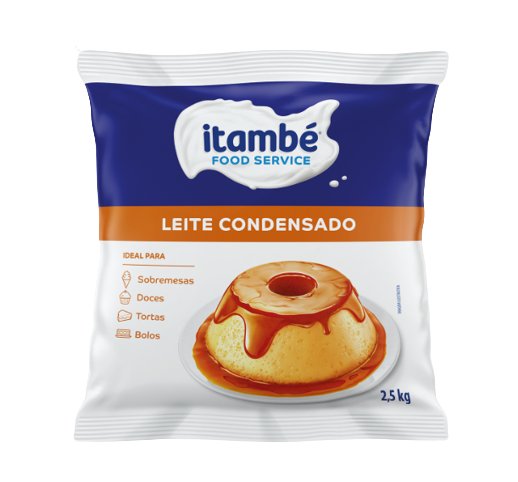 itambé
FOOD SERVICE
LEITE CONDENSADO
IDEAL PARA
Sobremesas
Doces
Tortas
Bolos
2,5 kg